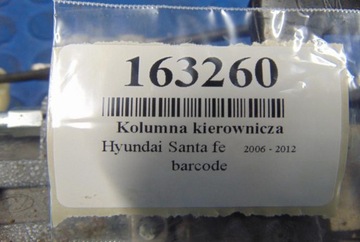 163260
Kolumna kierownicza
Hyundai Santa fe 2006 - 2012
barcode